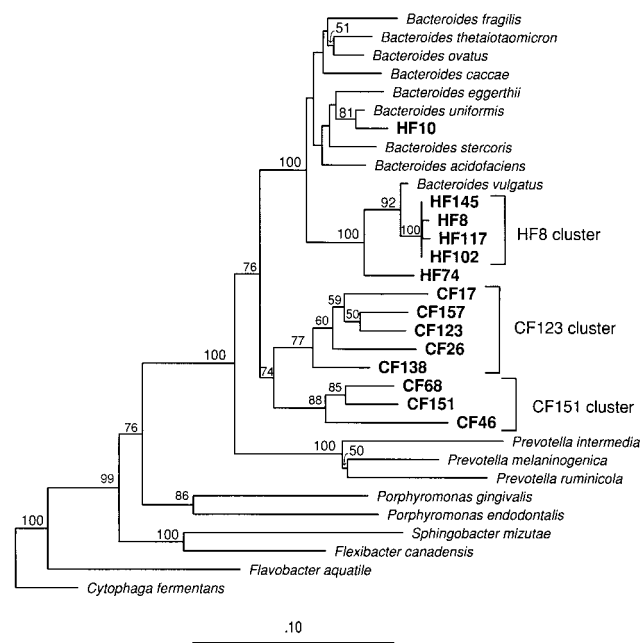 Bacteroides fragilis
51
Bacteroides thetaiotaomicron
Bacteroides ovatus
Bacteroides caccae
Bacteroides eggerthii
81
Bacteroides uniformis
HF10
Bacteroides stercoris
100
Bacteroides acidofaciens
Bacteroides vulgatus
92
HF145
HF8
100
HF117
HF102
HF8 cluster
100
HF74
76
CF17
59
CF157
50
CF123
60
CF26
77
CF138
CF123 cluster
74
CF68
85
CF151
88
CF46
CF151 cluster
100
Prevotella intermedia
100
50
Prevotella melaninogenica
Prevotella ruminicola
76
86
Porphyromonas gingivalis
Porphyromonas endodontalis
99
Sphingobacter mizutae
100
Flexibacter canadensis
100
Flavobacter aquatile
Cytophaga fermentans
.10